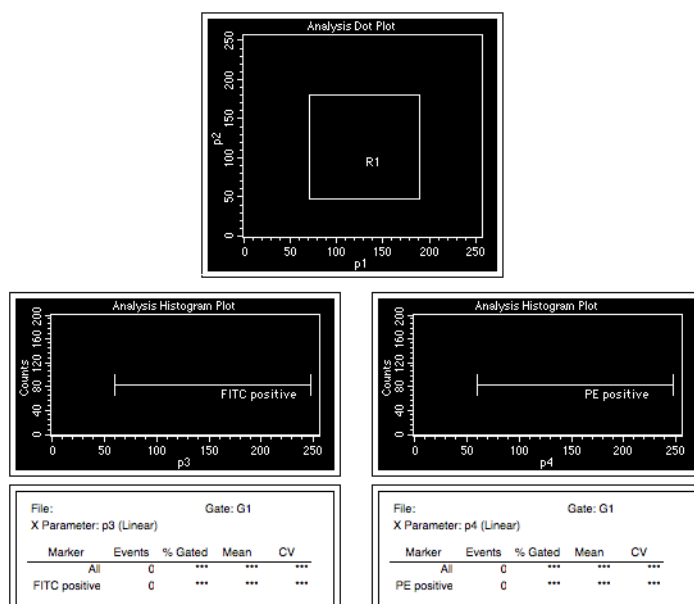 Analysis Dot Plot
250
200
150
100
50
0
p2
R1
0 50 100 150 200 250
p1
Analysis Histogram Plot
200
160
120
80
40
0
Counts
FITC positive
0 50 100 150 200 250
p3
Analysis Histogram Plot
200
160
120
80
40
0
Counts
PE positive
0 50 100 150 200 250
p4
File: Gate: G1
X Parameter: p3 (Linear)
Marker Events % Gated Mean CV
All 0 *** *** ***
FITC positive 0 *** *** ***
File: Gate: G1
X Parameter: p4 (Linear)
Marker Events % Gated Mean CV
All 0 *** *** ***
PE positive 0 *** *** ***